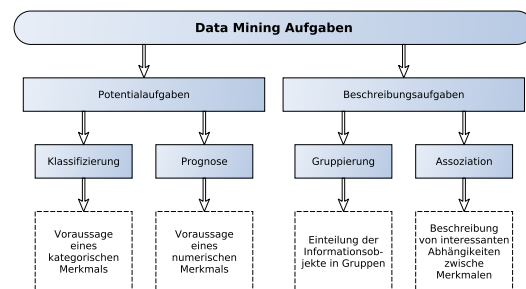 Data Mining Aufgaben
Potentialaufgaben
Beschreibungsaufgaben
Klassifizierung
Prognose
Gruppierung
Assoziation
Voraussage
eines
kategorischen
Merkmals
Voraussage
eines
numerischen
Merkmals
Einteilung der
Informationsob-
jekte in Gruppen
Beschreibung
von interessanten
Abhängikeiten
zwische
Merkmalen